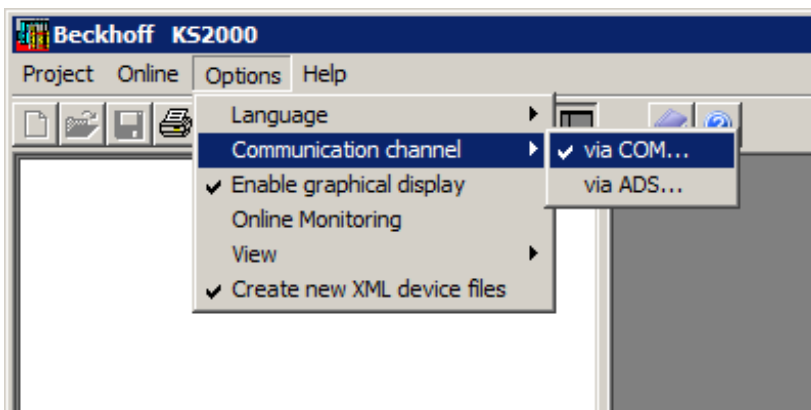 Beckhoff KS2000
Project Online Options Help
Language
Communication channel
via COM...
Enable graphical display
via ADS...
Online Monitoring
View
Create new XML device files